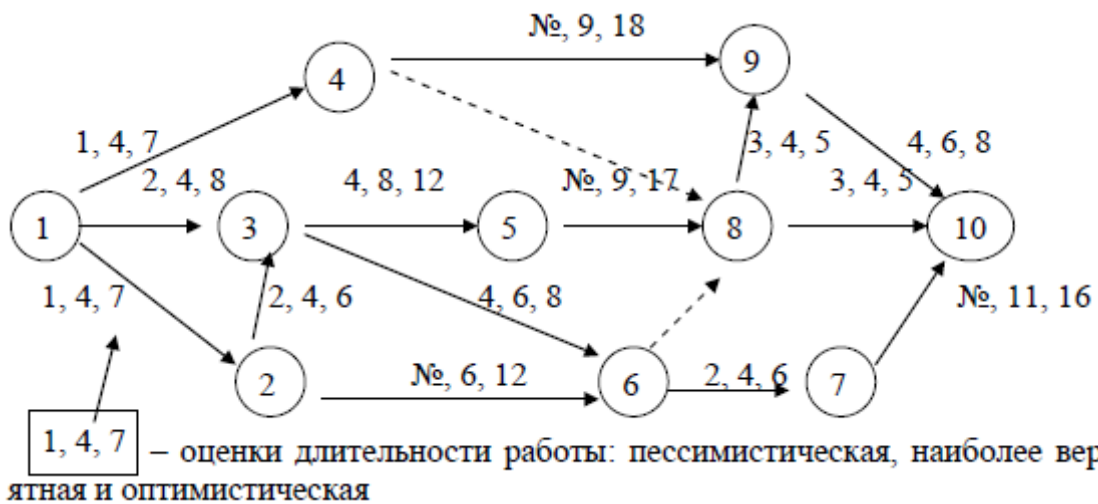 №, 9, 18
4
9
1, 4, 7
2, 4, 8
4, 8, 12
№, 9, 17
3, 4, 5
4, 6, 8
3, 4, 5
1
3
5
8
10
1, 4, 7
2, 4, 6
4, 6, 8
№, 11, 16
2
№, 6, 12
6
2, 4, 6
7
1, 4, 7 – оценки длительности работы: пессимистическая, наиболее вер
ятная и оптимистическая